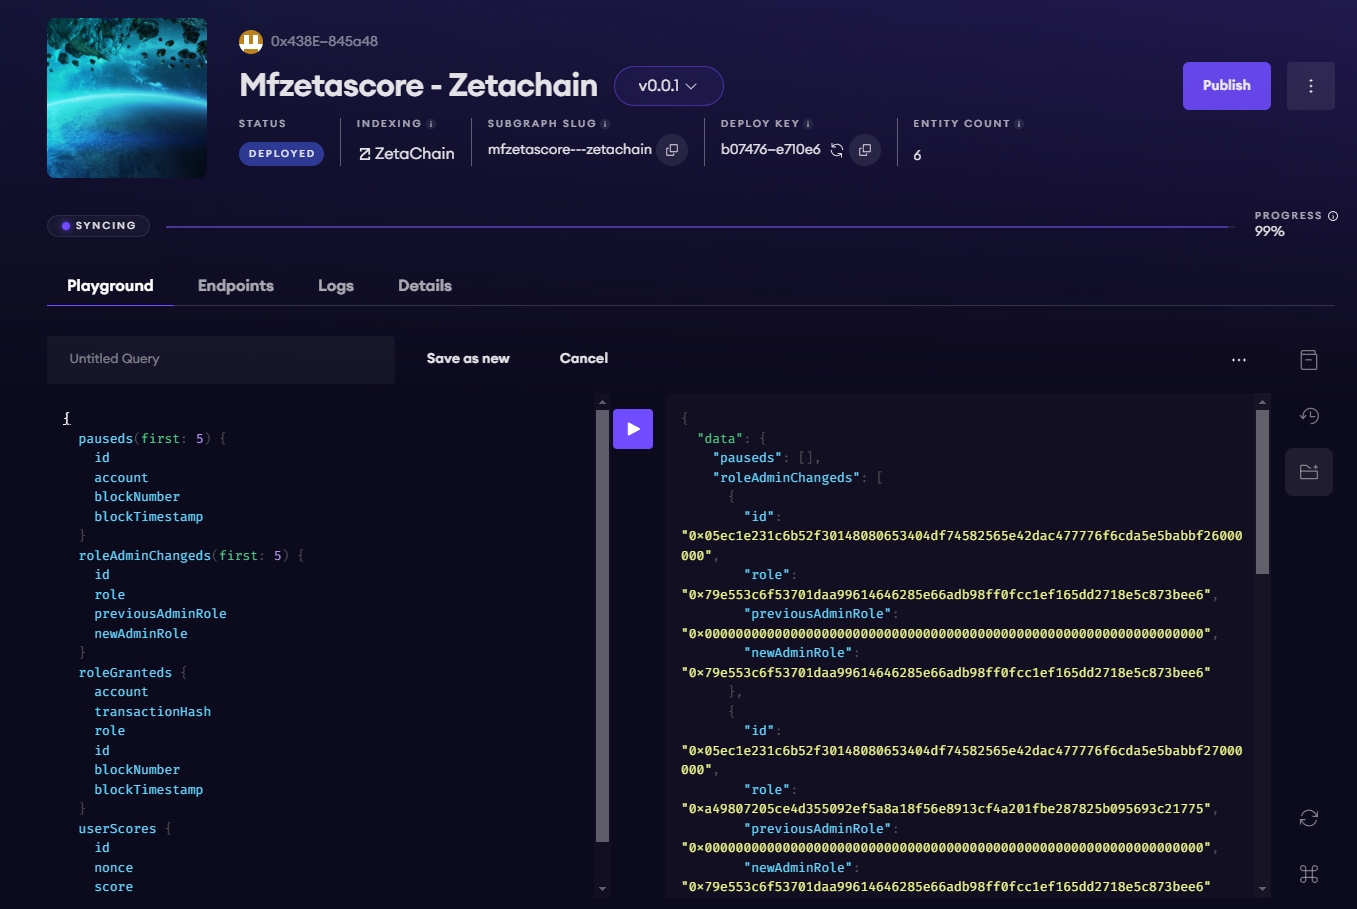 0x438E–845a48
Mfzetascore - Zetachain
v0.0.1
Publish
STATUS
DEPLOYED
INDEXING
ZetaChain
SUBGRAPH SLUG
mfzetascore---zetachain
DEPLOY KEY
b07476–e710e6
ENTITY COUNT
6
SYNCING
PROGRESS
99%
Playground
Endpoints
Logs
Details
Untitled Query
Save as new
Cancel
{
pauseds(first: 5) {
id
account
blockNumber
blockTimestamp
}
roleAdminChangeds(first: 5) {
id
role
previousAdminRole
newAdminRole
}
roleGranteds {
account
transactionHash
role
id
blockNumber
blockTimestamp
}
userScores {
id
nonce
score
{
"data": {
"pauseds": [],
"roleAdminChangeds": [
{
"id":
"0x05ec1e231c6b52f30148080653404df74582565e42dac477776f6cda5e5babbf26000
000",
"role":
"0x79e553c6f53701daa99614646285e66adb98ff0fcc1ef165dd2718e5c873bee6",
"previousAdminRole":
"0x0000000000000000000000000000000000000000000000000000000000000000",
"newAdminRole":
"0x79e553c6f53701daa99614646285e66adb98ff0fcc1ef165dd2718e5c873bee6"
},
{
"id":
"0x05ec1e231c6b52f30148080653404df74582565e42dac477776f6cda5e5babbf27000
000",
"role":
"0xa49807205ce4d355092ef5a8a18f56e8913cf4a201fbe287825b095693c21775",
"previousAdminRole":
"0x0000000000000000000000000000000000000000000000000000000000000000",
"newAdminRole":
"0x79e553c6f53701daa99614646285e66adb98ff0fcc1ef165dd2718e5c873bee6"